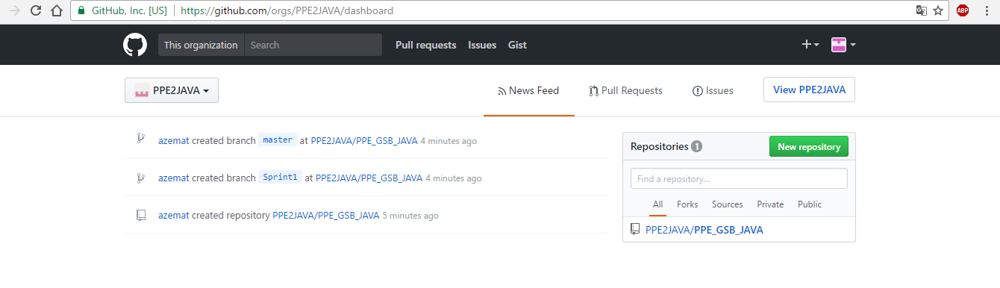 GitHub, Inc. [US] https://github.com/orgs/PPE2JAVA/dashboard
ABP
This organization Search Pull requests Issues Gist
PPE2JAVA News Feed Pull Requests Issues View PPE2JAVA
azemat created branch master at PPE2JAVA/PPE_GSB_JAVA 4 minutes ago
azemat created branch Sprint1 at PPE2JAVA/PPE_GSB_JAVA 4 minutes ago
azemat created repository PPE2JAVA/PPE_GSB_JAVA 5 minutes ago
Repositories 1 New repository
Find a repository...
All Forks Sources Private Public
PPE2JAVA/PPE_GSB_JAVA